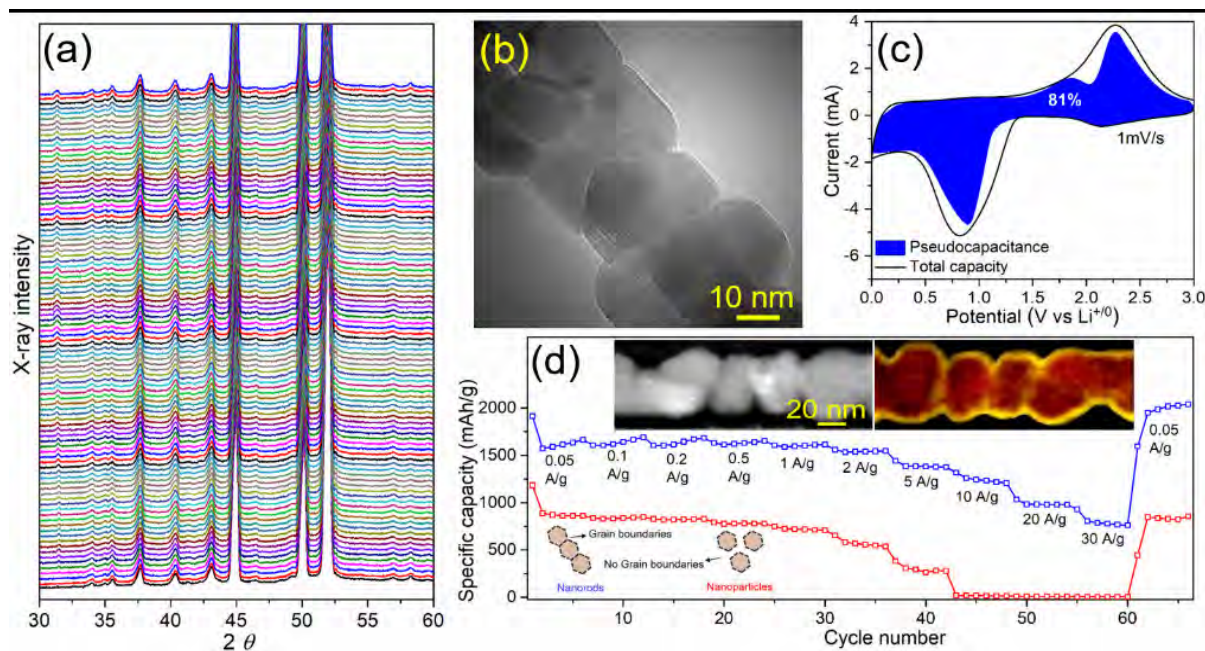 (a)
X-ray intensity
30 35 40 45 50 55 60
2 θ
(b)
10 nm
(c)
Current (mA)
4
2
0
-2
-4
-6
81%
1mV/s
Pseudocapacitance
Total capacity
0.0 0.5 1.0 1.5 2.0 2.5 3.0
Potential (V vs Li+/0)
(d)
20 nm
Specific capacity (mAh/g)
2000
1500
1000
500
0
0.05 A/g
0.1 A/g
0.2 A/g
0.5 A/g
1 A/g
2 A/g
5 A/g
10 A/g
20 A/g
30 A/g
0.05 A/g
Grain boundaries
No Grain boundaries
Nanorods
Nanoparticles
10 20 30 40 50 60
Cycle number